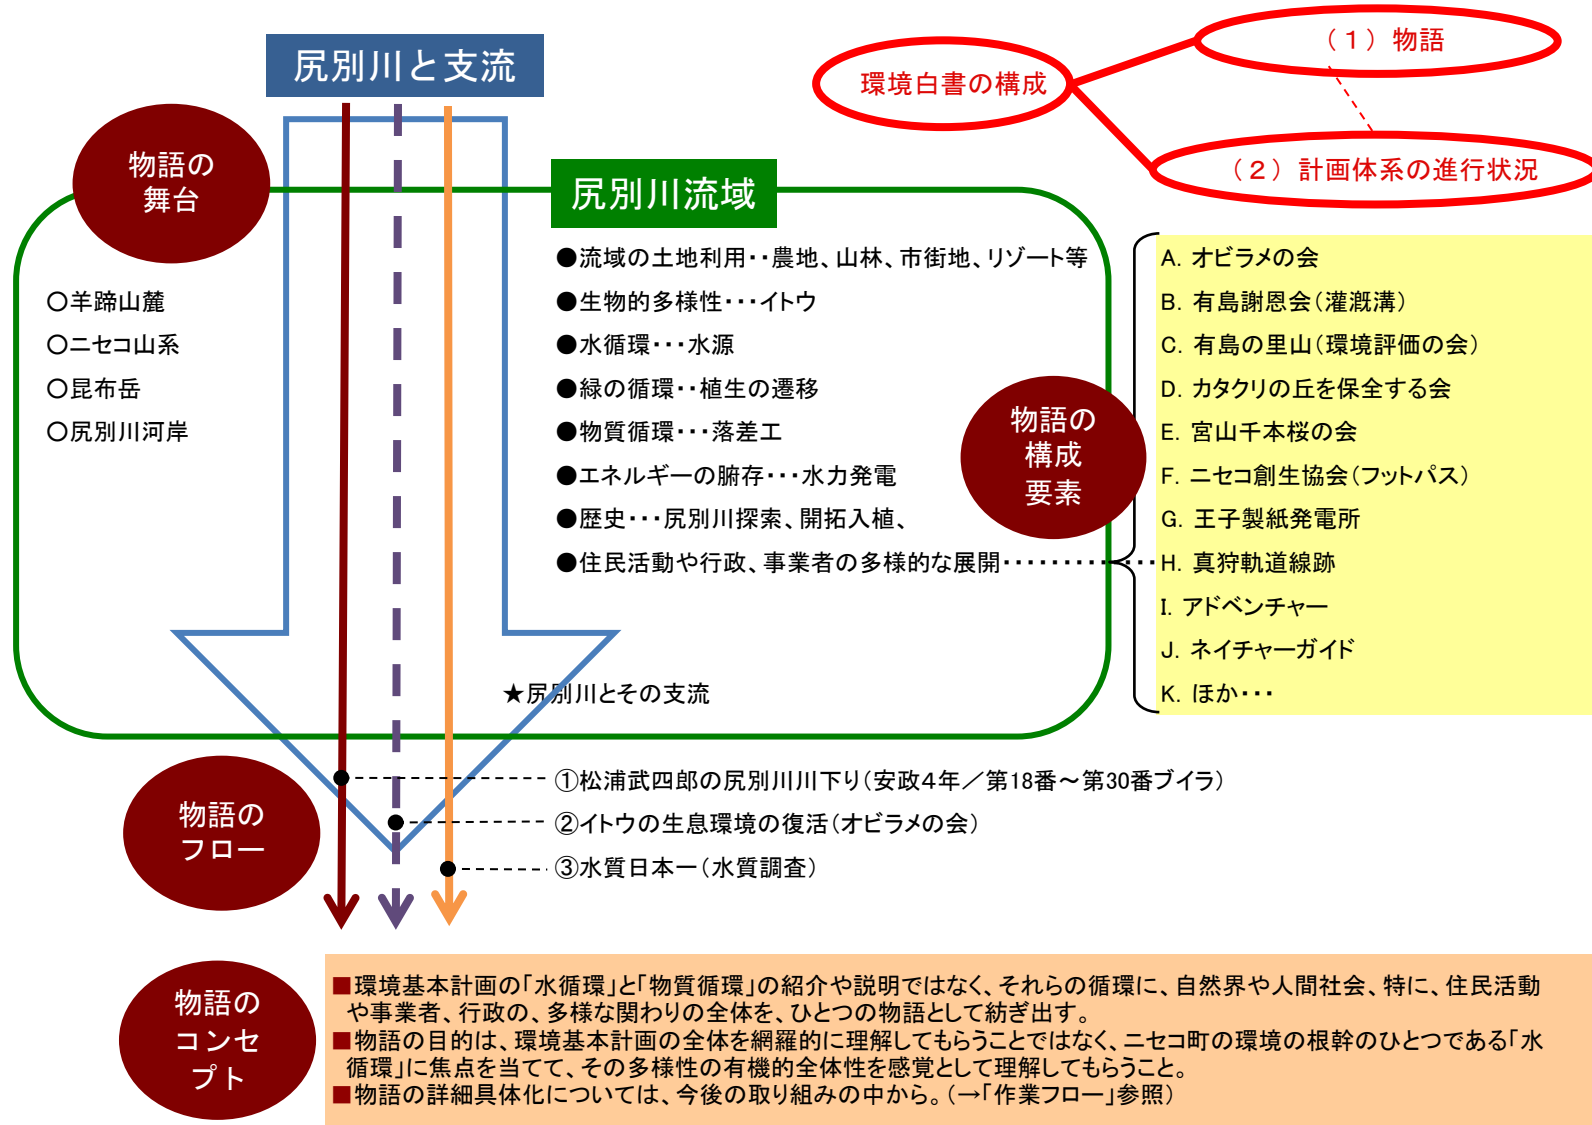 尻別川と支流
環境白書の構成
（１）物語
（２）計画体系の進行状況
物語の
舞台
尻別川流域
〇羊蹄山麓
〇ニセコ山系
〇昆布岳
〇尻別川河岸
●流域の土地利用・・農地、山林、市街地、リゾート等
●生物的多様性・・・イトウ
●水循環・・・水源
●緑の循環・・植生の遷移
●物質循環・・・落差工
●エネルギーの腑存・・・水力発電
●歴史・・・尻別川探索、開拓入植、
●住民活動や行政、事業者の多様的な展開・・・・・・・・・・・・
★尻別川とその支流
物語の
構成
要素
A. オビラメの会
B. 有島謝恩会（灌漑溝）
C. 有島の里山（環境評価の会）
D. カタクリの丘を保全する会
E. 宮山千本桜の会
F. ニセコ創生協会（フットパス）
G. 王子製紙発電所
H. 真狩軌道線跡
I. アドベンチャー
J. ネイチャーガイド
K. ほか・・・
物語の
フロー
①松浦武四郎の尻別川川下り（安政４年／第18番～第30番ブイラ）
②イトウの生息環境の復活（オビラメの会）
③水質日本一（水質調査）
物語の
コンセ
プト
■環境基本計画の「水循環」と「物質循環」の紹介や説明ではなく、それらの循環に、自然界や人間社会、特に、住民活動
や事業者、行政の、多様な関わりの全体を、ひとつの物語として紡ぎ出す。
■物語の目的は、環境基本計画の全体を網羅的に理解してもらうことではなく、ニセコ町の環境の根幹のひとつである「水
循環」に焦点を当てて、その多様性の有機的全体性を感覚として理解してもらうこと。
■物語の詳細具体化については、今後の取り組みの中から。（→「作業フロー」参照）